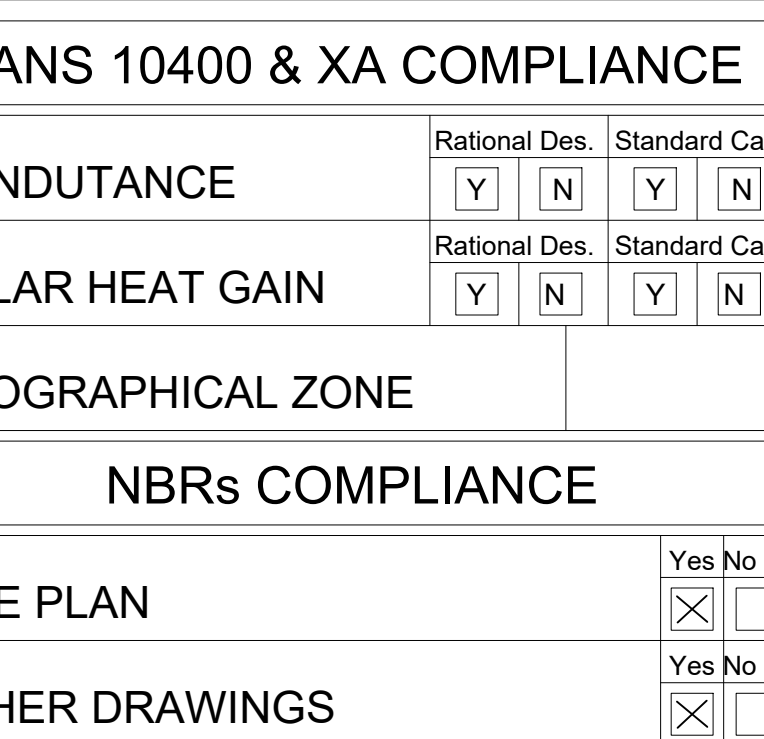 ANS 10400 & XA COMPLIANCE
Rational Des. Standard Ca
NDUTANCE Y N Y N
Rational Des. Standard Ca
LAR HEAT GAIN Y N Y N
OGRAPHICAL ZONE
NBRs COMPLIANCE
Yes No
E PLAN
Yes No
HER DRAWINGS